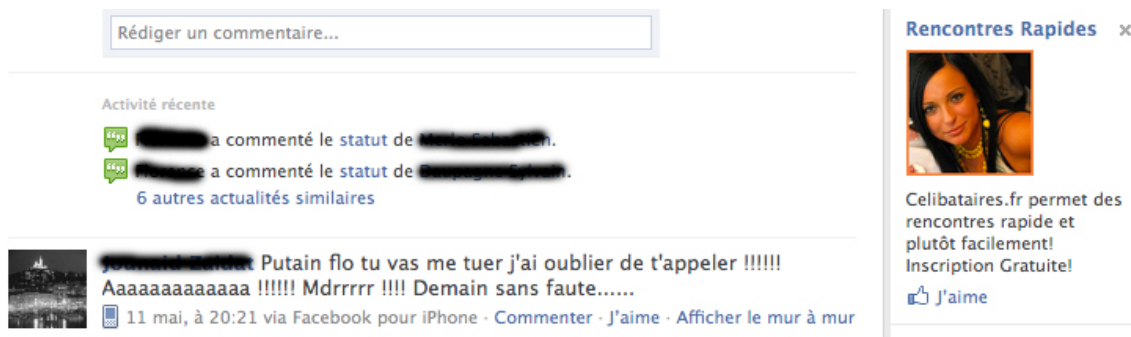 Rédiger un commentaire...
Activité récente
a commenté le statut de
a commenté le statut de
6 autres actualités similaires
Putain flo tu vas me tuer j'ai oublier de t'appeler !!!!!!
Aaaaaaaaaaaaa !!!!!! Mdrrrrr !!!! Demain sans faute......
11 mai, à 20:21 via Facebook pour iPhone · Commenter · J'aime · Afficher le mur à mur
Rencontres Rapides ×
Celibataires.fr permet des
rencontres rapide et
plutôt facilement!
Inscription Gratuite!
J'aime